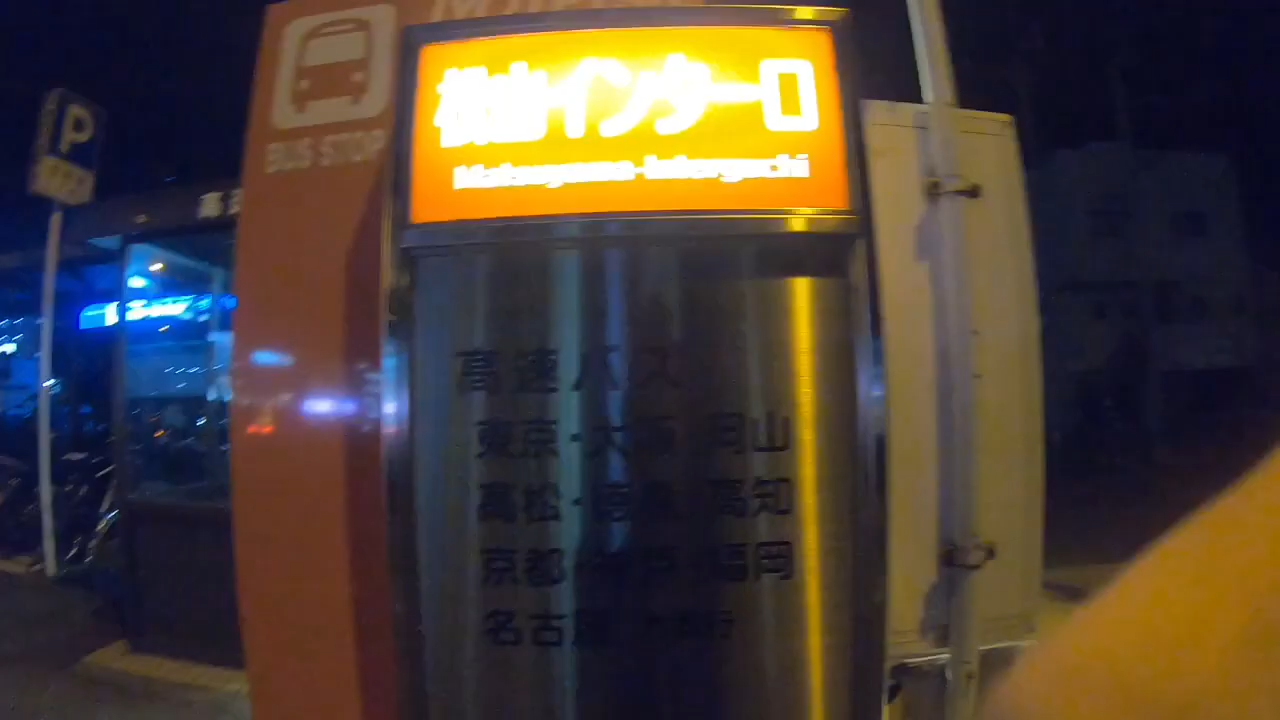 P
BUS STOP
松山インター口
Matsuyama-Interguchi
高速バス
東京・大阪・岡山
高松・徳島・高知
京都・神戸・福岡
名古屋